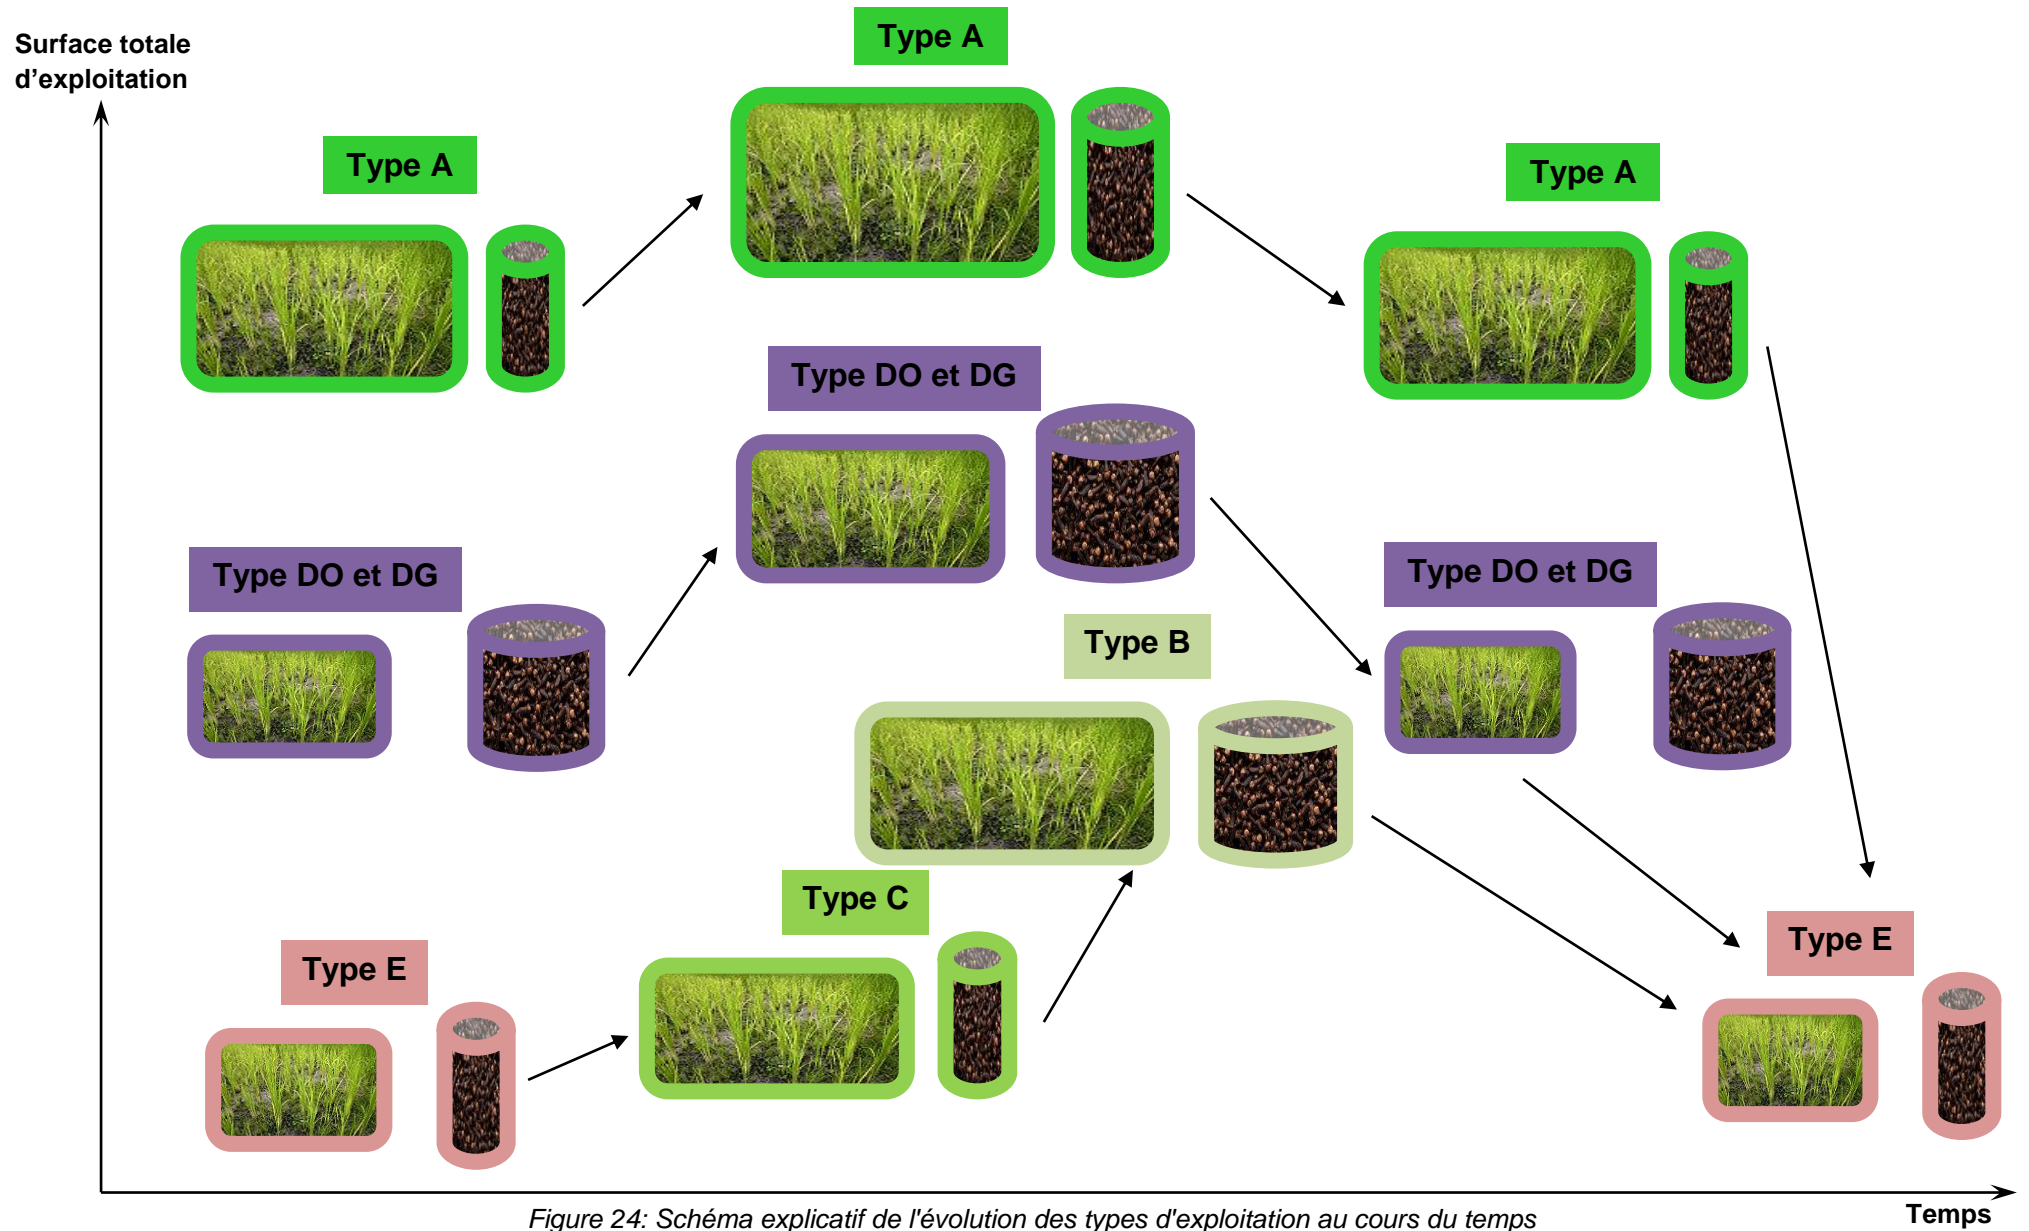 Surface totale
d’exploitation
Type A
Type A
Type A
Type DO et DG
Type DO et DG
Type DO et DG
Type B
Type C
Type E
Type E
Temps
Figure 24: Schéma explicatif de l'évolution des types d'exploitation au cours du temps